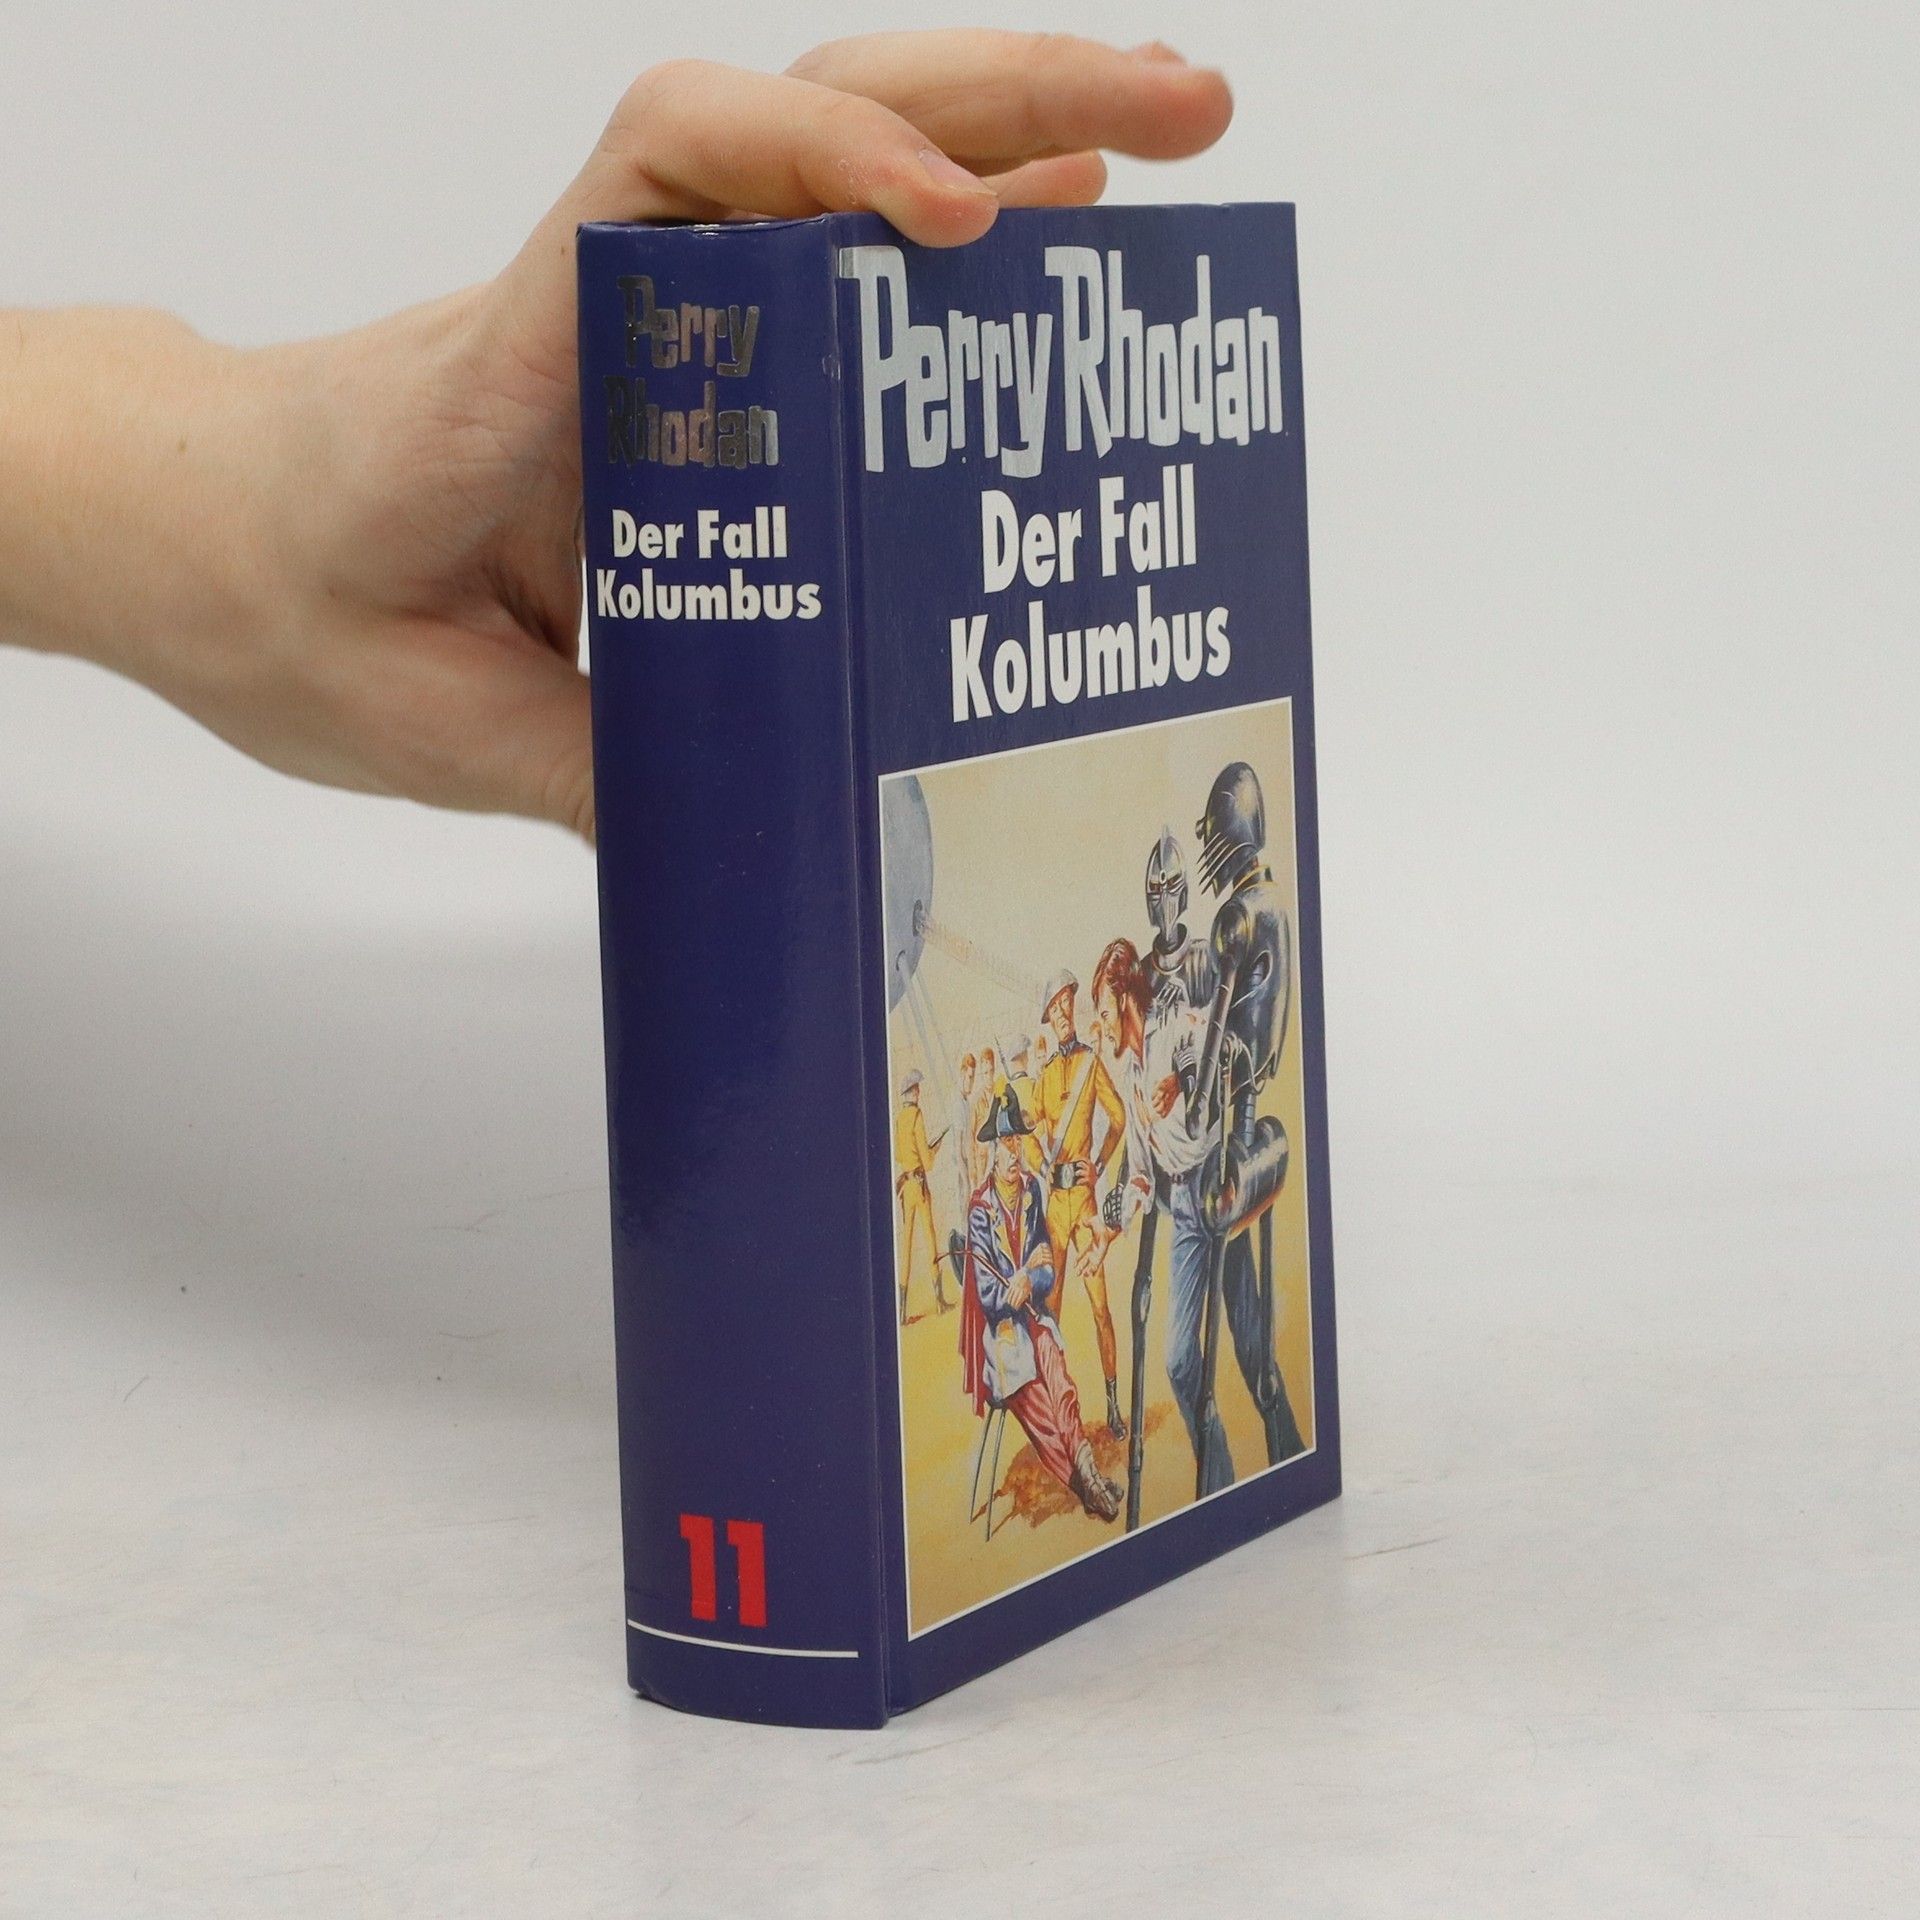 Perry
Rhodan
Der Fall
Kolumbus
11
Perry Rhodan
Der Fall
Kolumbus